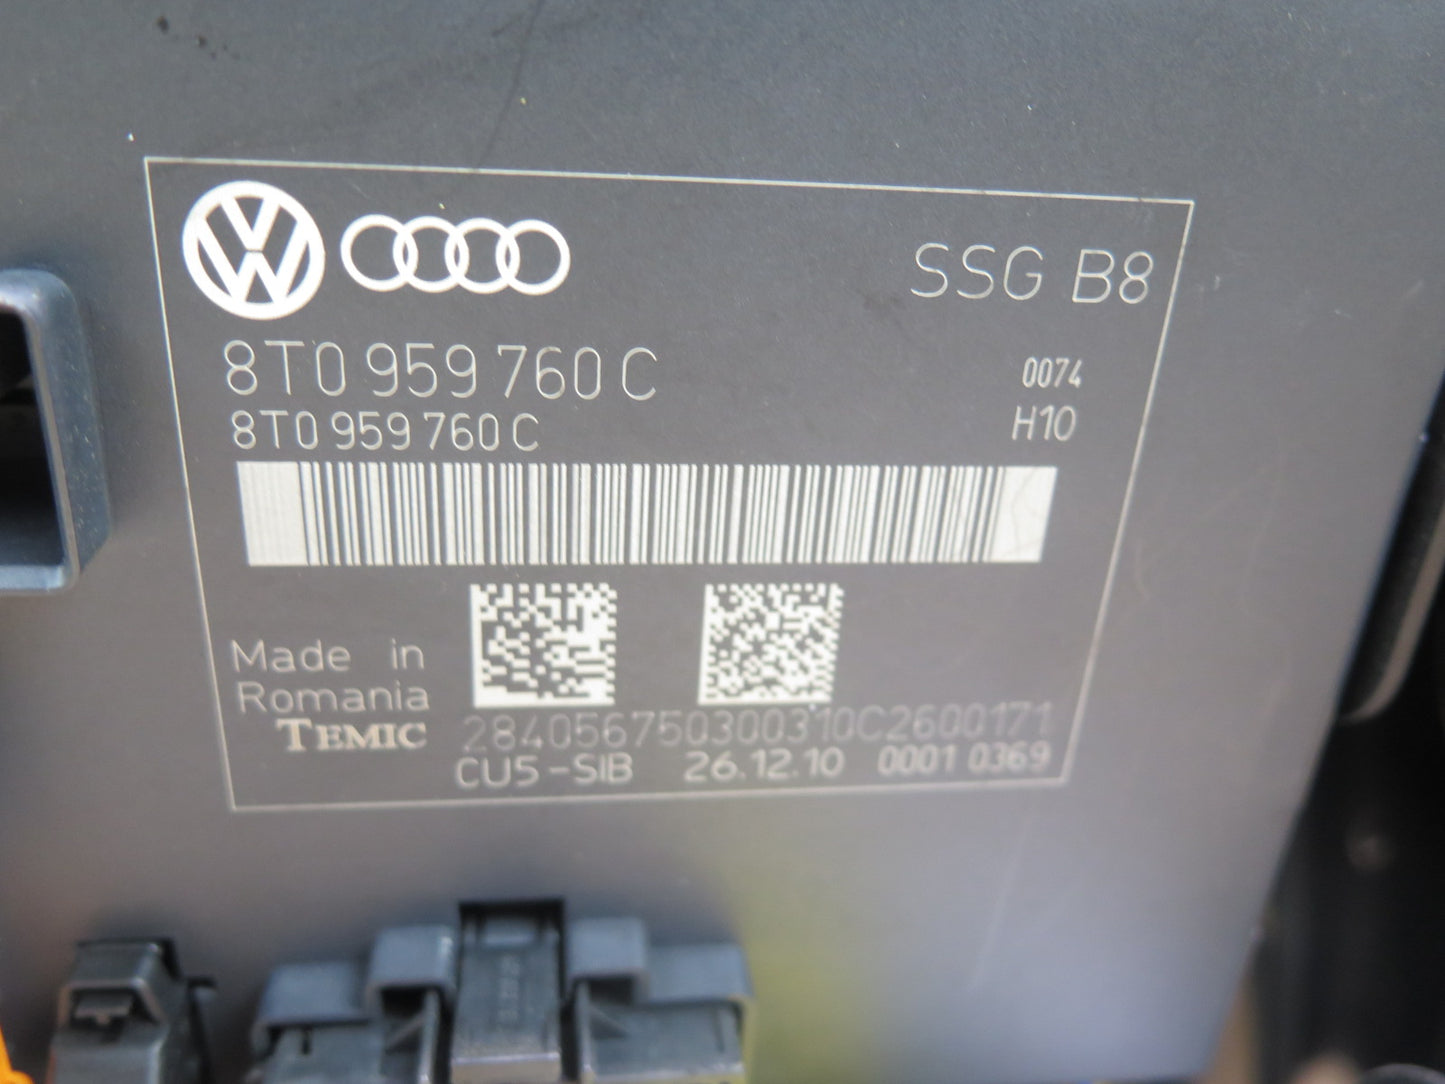 SSG B8
8T0 959 760 C
0074
8T0 959 760 C
H10
Made in
Romania
TEMIC
284056750300310C2600171
CU5-SIB 26.12.10 0001 0369